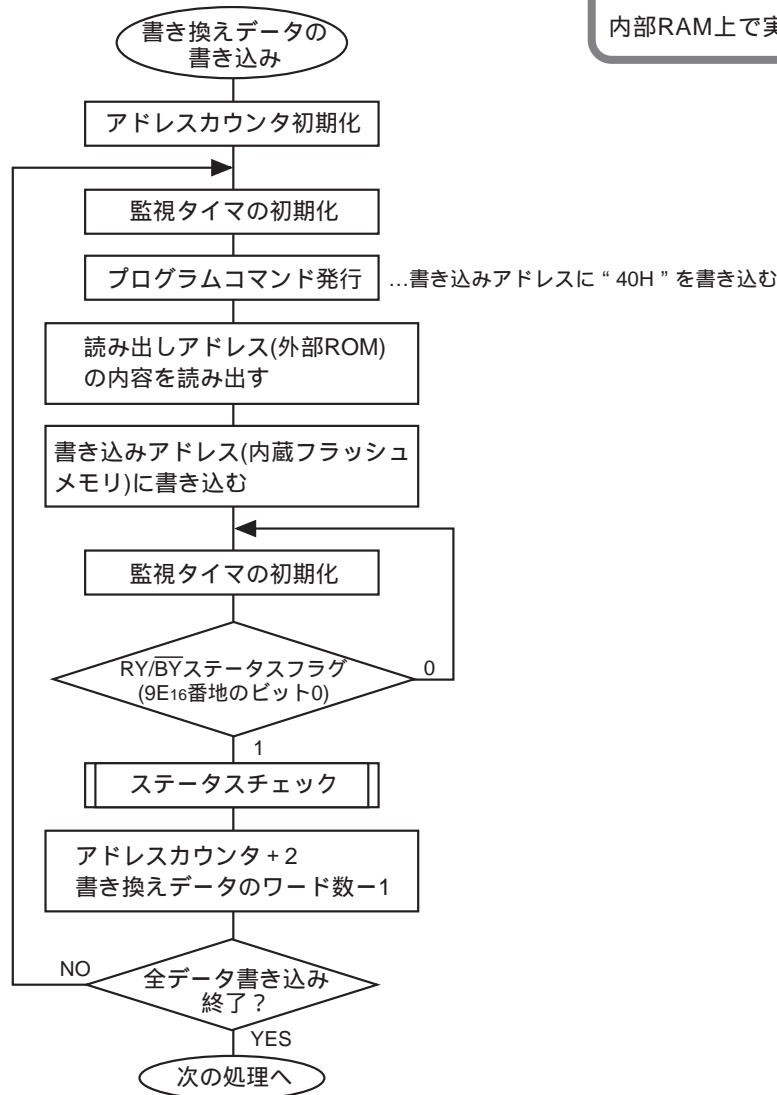 内部RAM上で実
書き換えデータの
書き込み
アドレスカウンタ初期化
監視タイマの初期化
プログラムコマンド発行 …書き込みアドレスに“40H”を書き込む
読み出しアドレス(外部ROM)
の内容を読み出す
書き込みアドレス(内蔵フラッシュ
メモリ)に書き込む
監視タイマの初期化
RY/BYステータスフラグ
(9E16番地のビット0)
0
1
ステータスチェック
アドレスカウンタ+2
書き換えデータのワード数ー1
NO
全データ書き込み
終了?
YES
次の処理へ